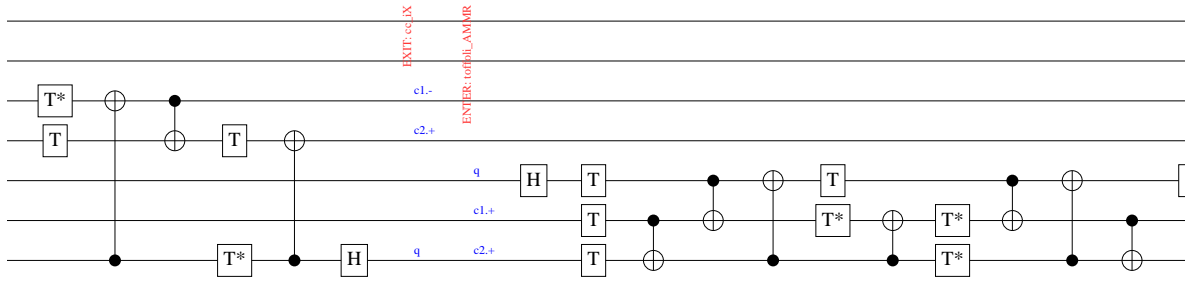 EXIT: cc_iX
ENTER: toffoli_AMMR
T*
c1.-
T
T
c2.+
q
H
T
T
c1.+
T
T*
T*
T*
H
q
c2.+
T
T*